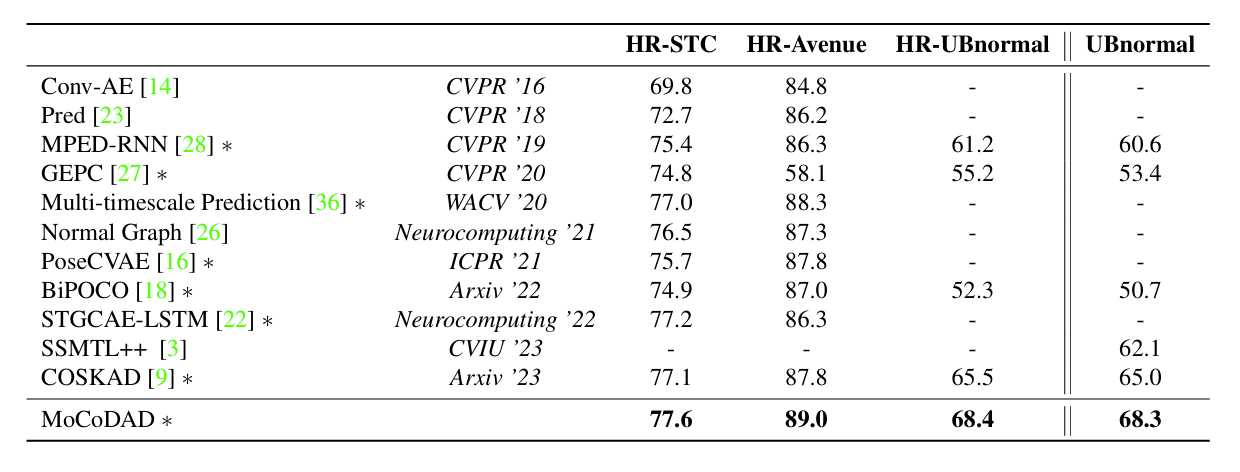 HR-STC HR-Avenue HR-UBnormal UBnormal
Conv-AE [14] CVPR ’16 69.8 84.8 - -
Pred [23] CVPR ’18 72.7 86.2 - -
MPED-RNN [28] * CVPR ’19 75.4 86.3 61.2 60.6
GEPC [27] * CVPR ’20 74.8 58.1 55.2 53.4
Multi-timescale Prediction [36] * WACV ’20 77.0 88.3 - -
Normal Graph [26] Neurocomputing ’21 76.5 87.3 - -
PoseCVAE [16] * ICPR ’21 75.7 87.8 - -
BiPOCO [18] * Arxiv ’22 74.9 87.0 52.3 50.7
STGCAE-LSTM [22] * Neurocomputing ’22 77.2 86.3 - -
SSMTL++ [3] CVIU ’23 - - - 62.1
COSKAD [9] * Arxiv ’23 77.1 87.8 65.5 65.0
MoCoDAD * 77.6 89.0 68.4 68.3